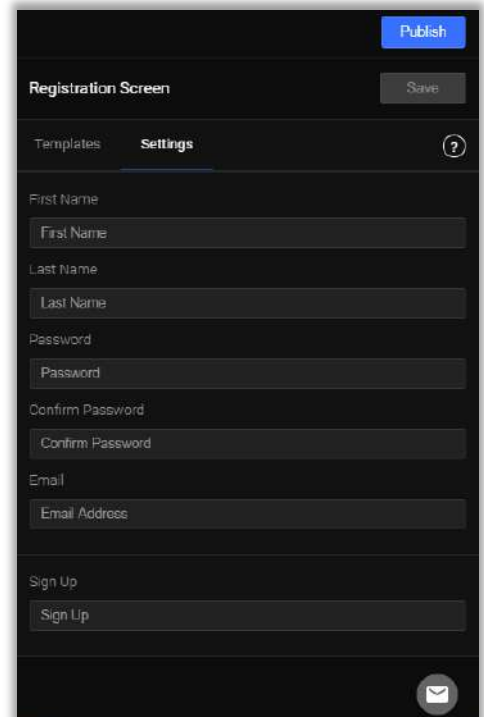 Publish
Registration Screen
Save
Templates
Settings
?
First Name
First Name
Last Name
Last Name
Password
Password
Confirm Password
Confirm Password
Email
Email Address
Sign Up
Sign Up